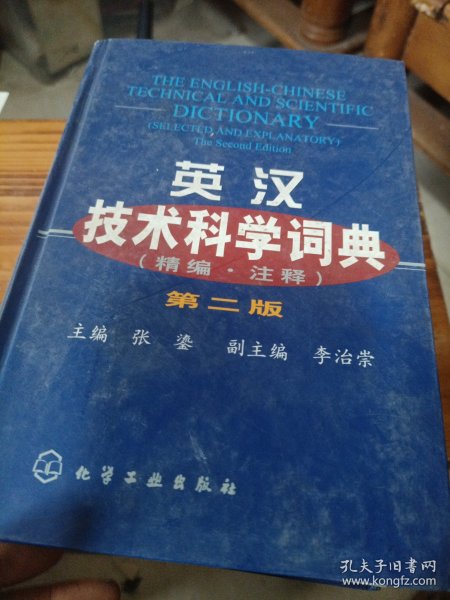 THE ENGLISH-CHINESE
TECHNICAL AND SCIENTIFIC
DICTIONARY
(SELECTED AND EXPLANATORY)
The Second Edition
英汉
技术科学词典
(精编·注释)
第二版
主编 张鎏 副主编 李治崇
化学工业出版社
孔夫子旧书网
www.kongfz.com